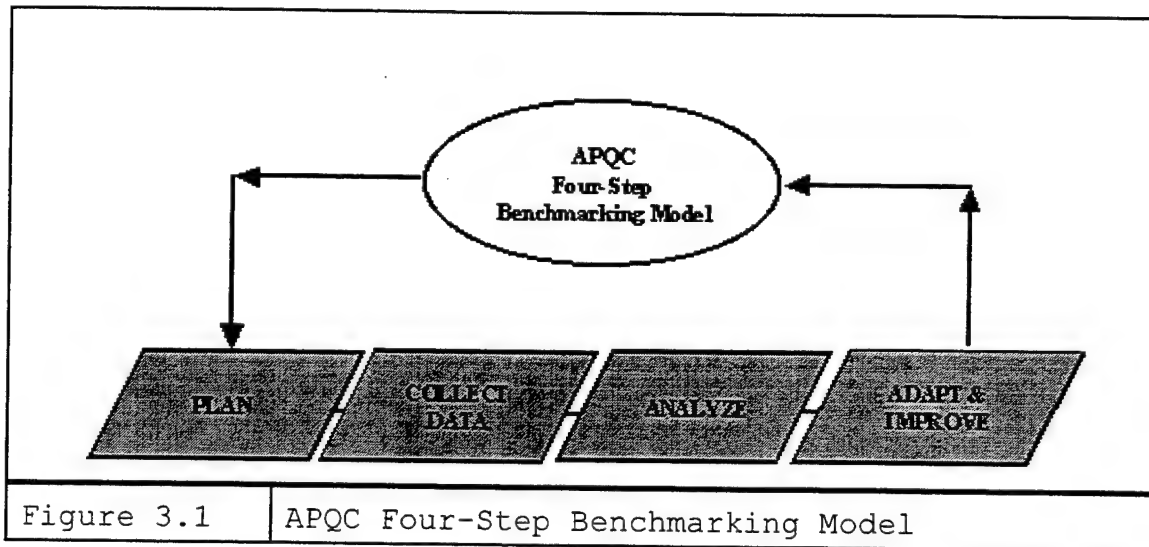 APQC
Four-Step
Benchmarking Model
PLAN
COLLECT
DATA
ANALYZE
ADAPT &
IMPROVE
Figure 3.1
APQC Four-Step Benchmarking Model